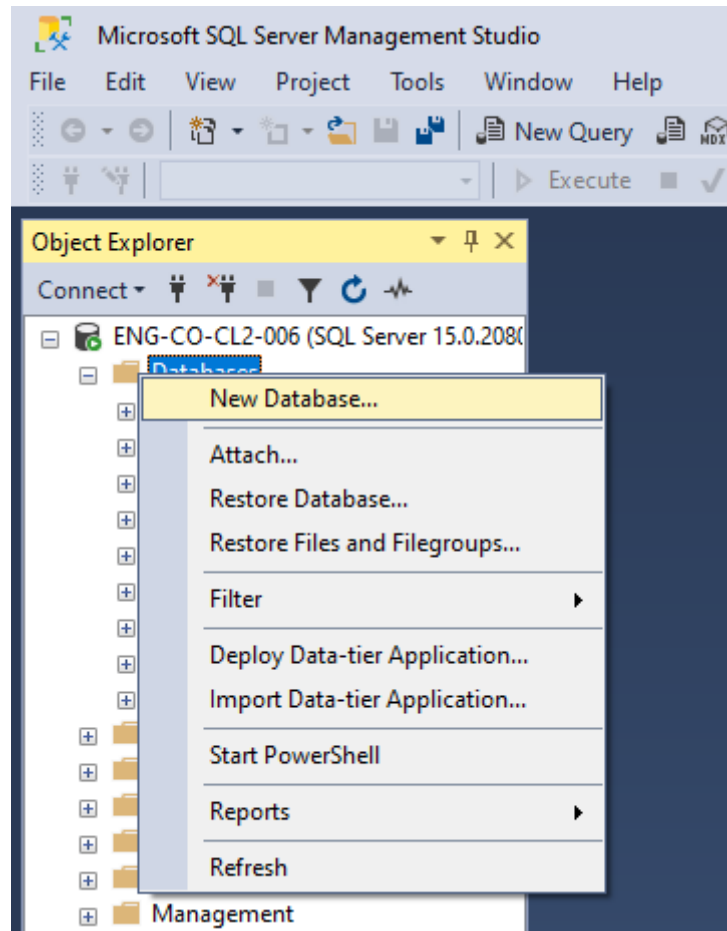 Microsoft SQL Server Management Studio
File Edit View Project Tools Window Help
New Query MDX
Execute
Object Explorer
Connect
ENG-CO-CL2-006 (SQL Server 15.0.208
Databases
New Database...
Attach...
Restore Database...
Restore Files and Filegroups...
Filter
Deploy Data-tier Application...
Import Data-tier Application...
Start PowerShell
Reports
Refresh
Management